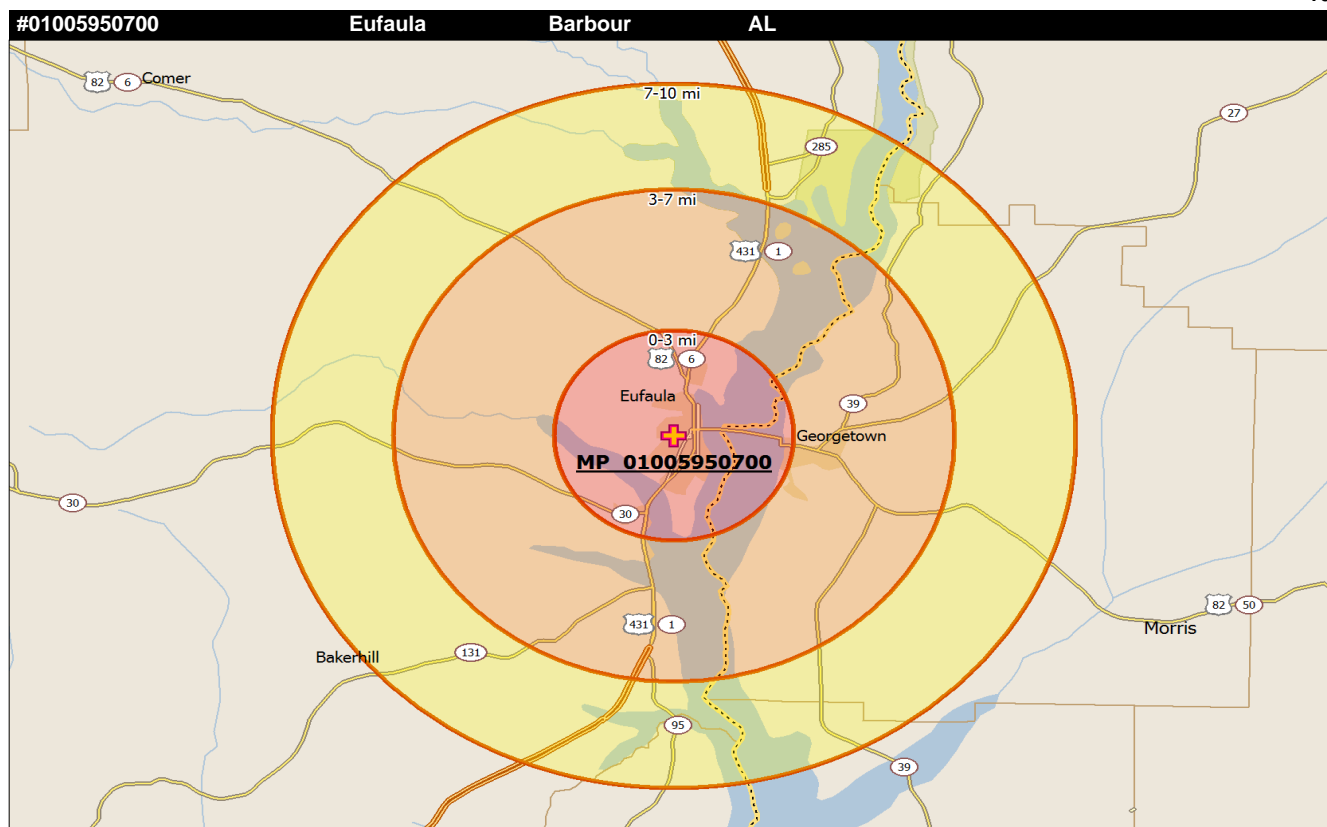 #01005950700 Eufaula Barbour AL
82 6 Comer
7-10 mi
27
285
3-7 mi
431 1
0-3 mi
82 6
Eufaula
39
Georgetown
MP 01005950700
30
30
82 50
431 1
Morris
Bakerhill 131
95
39